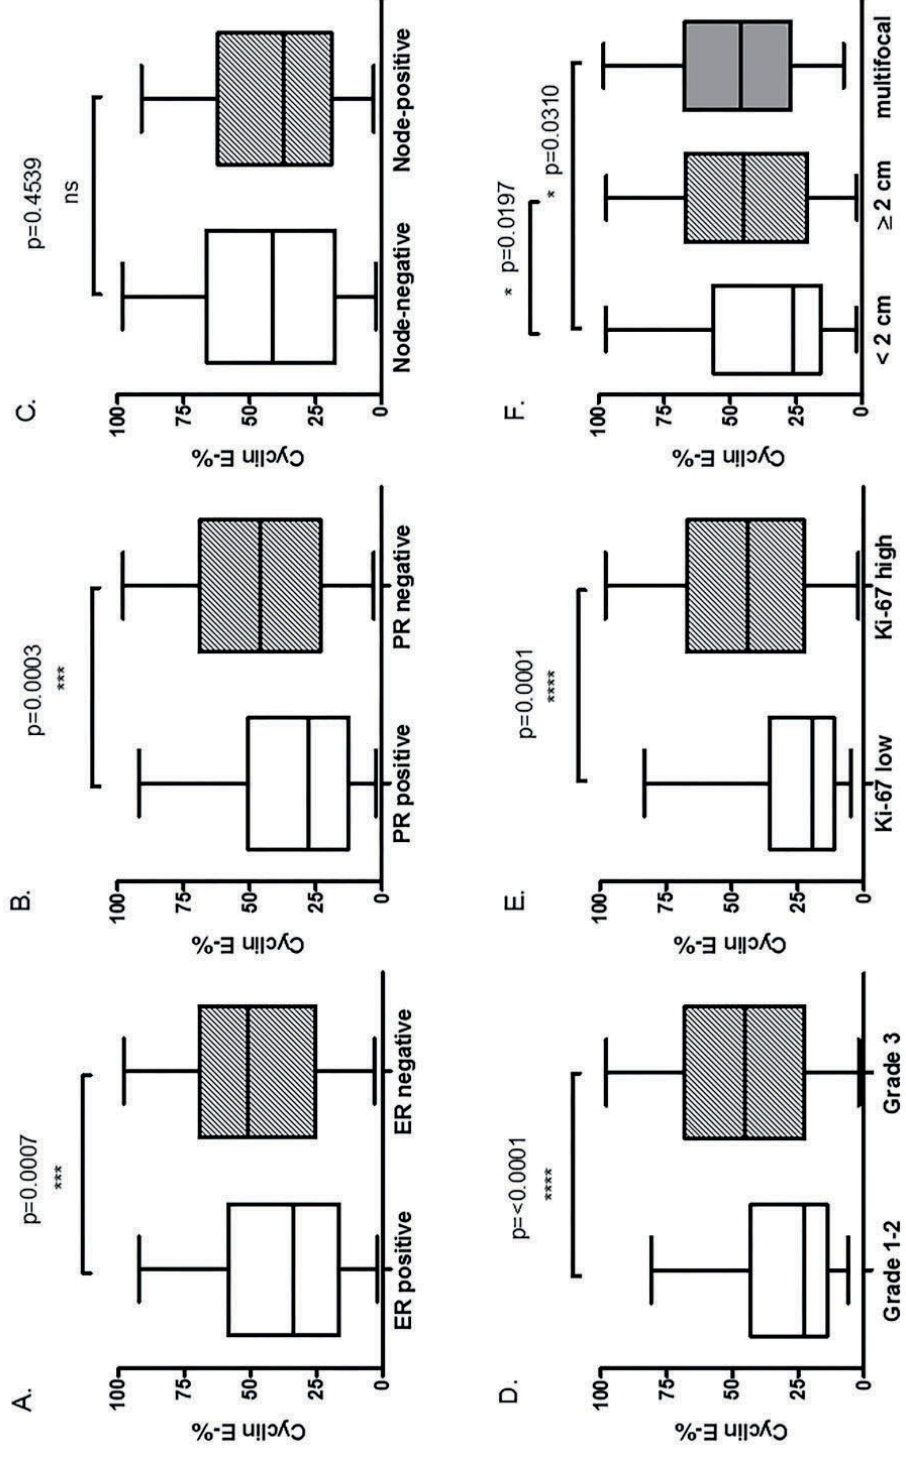 A.
p=0.0007
***
Cyclin E-%
100
75
50
25
0
ER positive
ER negative
B.
p=0.0003
***
Cyclin E-%
100
75
50
25
0
PR positive
PR negative
C.
p=0.4539
ns
Cyclin E-%
100
75
50
25
0
Node-negative
Node-positive
D.
p=<0.0001
****
Cyclin E-%
100
75
50
25
0
Grade 1-2
Grade 3
E.
p=0.0001
****
Cyclin E-%
100
75
50
25
0
Ki-67 low
Ki-67 high
F.
* p=0.0197
* p=0.0310
Cyclin E-%
100
75
50
25
0
< 2 cm
≥ 2 cm
multifocal